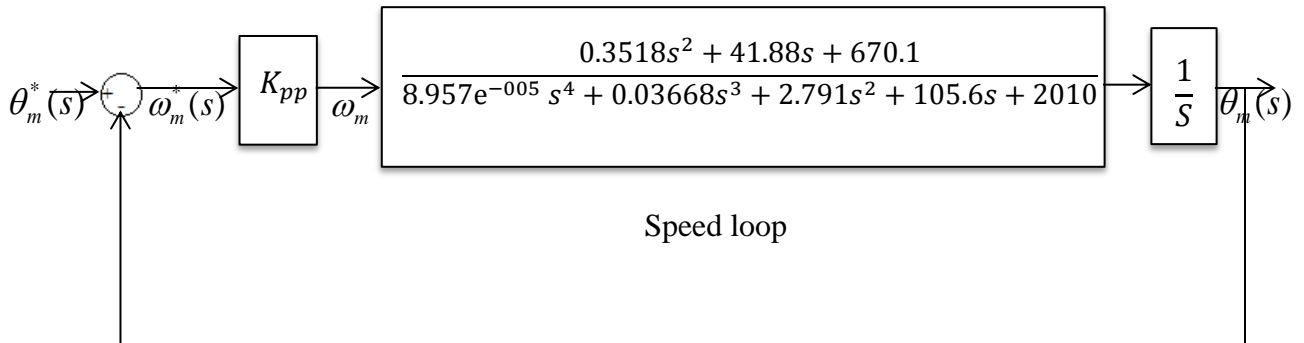 0.3518s² + 41.88s + 670.1
8.957e⁻⁰⁰⁵ s⁴ + 0.03668s³ + 2.791s² + 105.6s + 2010
θ*ₘ(s)
+
-
ω*ₘ(s)
Kₚₚ
ωₘ
1
S
θₘ(s)
Speed loop